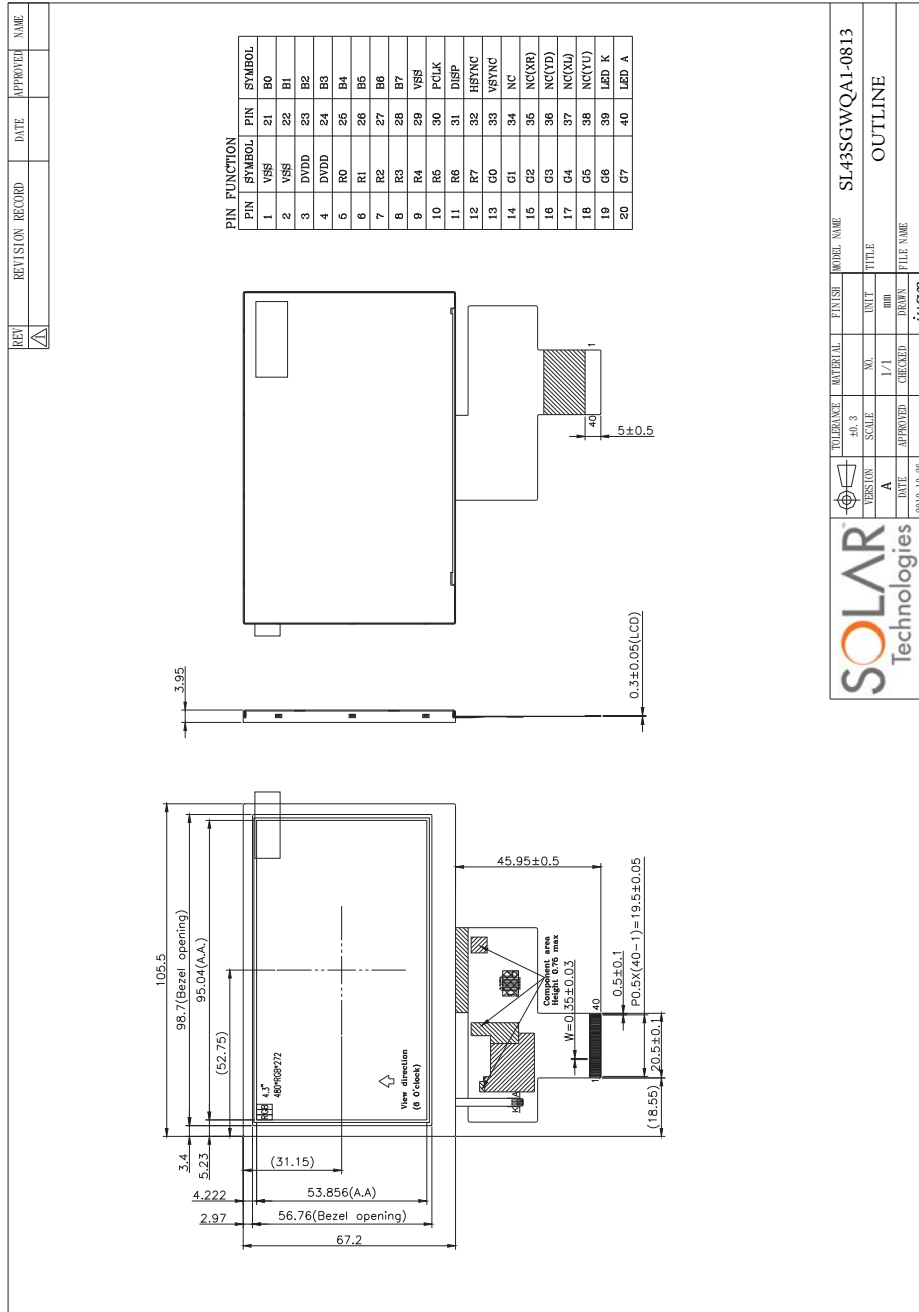 REV	REVISION RECORD	DATE	APPROVED	NAME
1
PIN FUNCTION
PIN	SYMBOL	PIN	SYMBOL
1	VSS	21	B0
2	VSS	22	B1
3	DVDD	23	B2
4	DVDD	24	B3
5	R0	25	B4
6	R1	26	B5
7	R2	27	B6
8	R3	28	B7
9	R4	29	VSS
10	R5	30	PCLK
11	R6	31	DISP
12	R7	32	HSYNC
13	G0	33	VSYNC
14	G1	34	NC
15	G2	35	NC(XR)
16	G3	36	NC(YD)
17	G4	37	NC(XL)
18	G5	38	NC(YU)
19	G6	39	LED K
20	G7	40	LED A
105.5
98.7(Bezel opening)
95.04(A.A.)
(52.75)
3.4
5.23
4.222
2.97
(31.15)
53.856(A.A)
56.76(Bezel opening)
67.2
RGB
4.3"
480*RGB*272
View direction
(6 O'clock)
45.95±0.5
Component area
Height 0.76 max
W=0.35±0.03
K
A
1
40
0.5±0.1
P0.5X(40-1)=19.5±0.05
20.5±0.1
(18.55)
3.95
0.3±0.05(LCD)
40
1
5±0.5
SOLAR
Technologies
TOLERANCE	MATERIAL	FINISH	MODEL NAME
±0.3	SL43SGWQA1-0813
VERSION	SCALE	NO.	UNIT	TITLE
A	1/1	mm	OUTLINE
DATE	APPROVED	CHECKED	DRAWN	FILE NAME